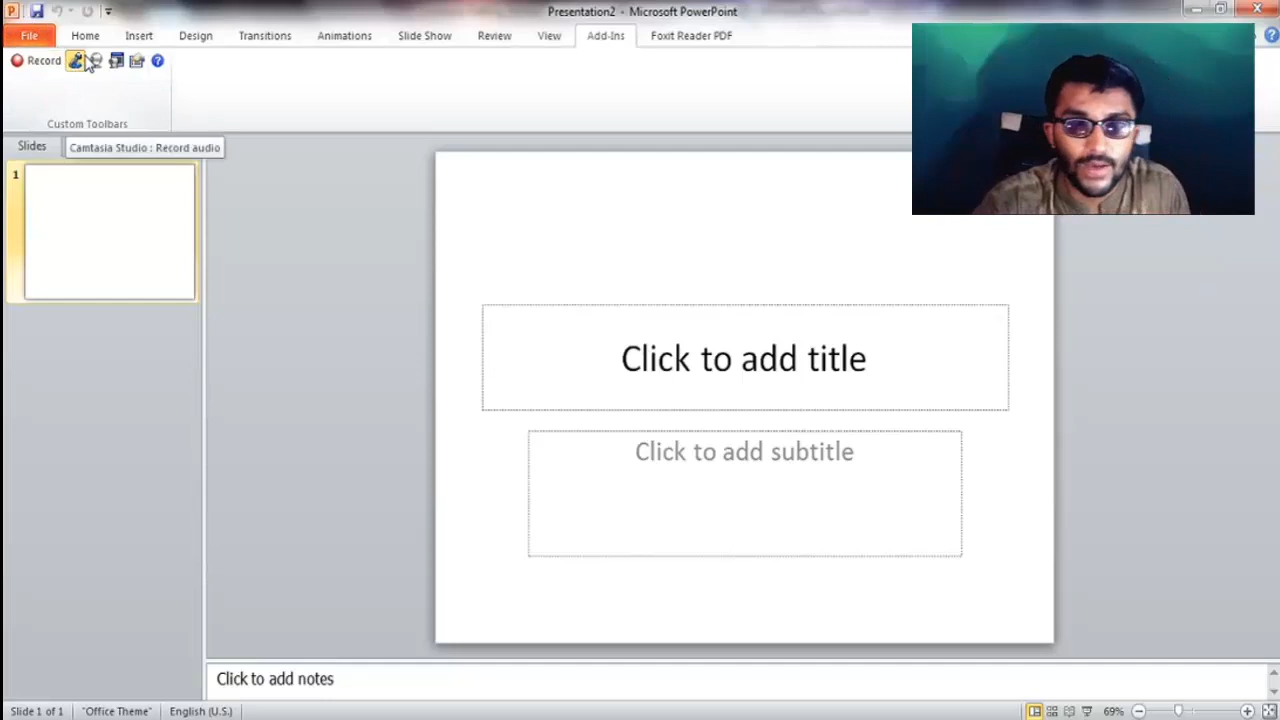 Presentation2 - Microsoft PowerPoint
File Home Insert Design Transitions Animations Slide Show Review View Add-Ins Foxit Reader PDF
Record
Custom Toolbars
Slides
Camtasia Studio : Record audio
1
Click to add title
Click to add subtitle
Click to add notes
Slide 1 of 1 "Office Theme" English (U.S.) 69%